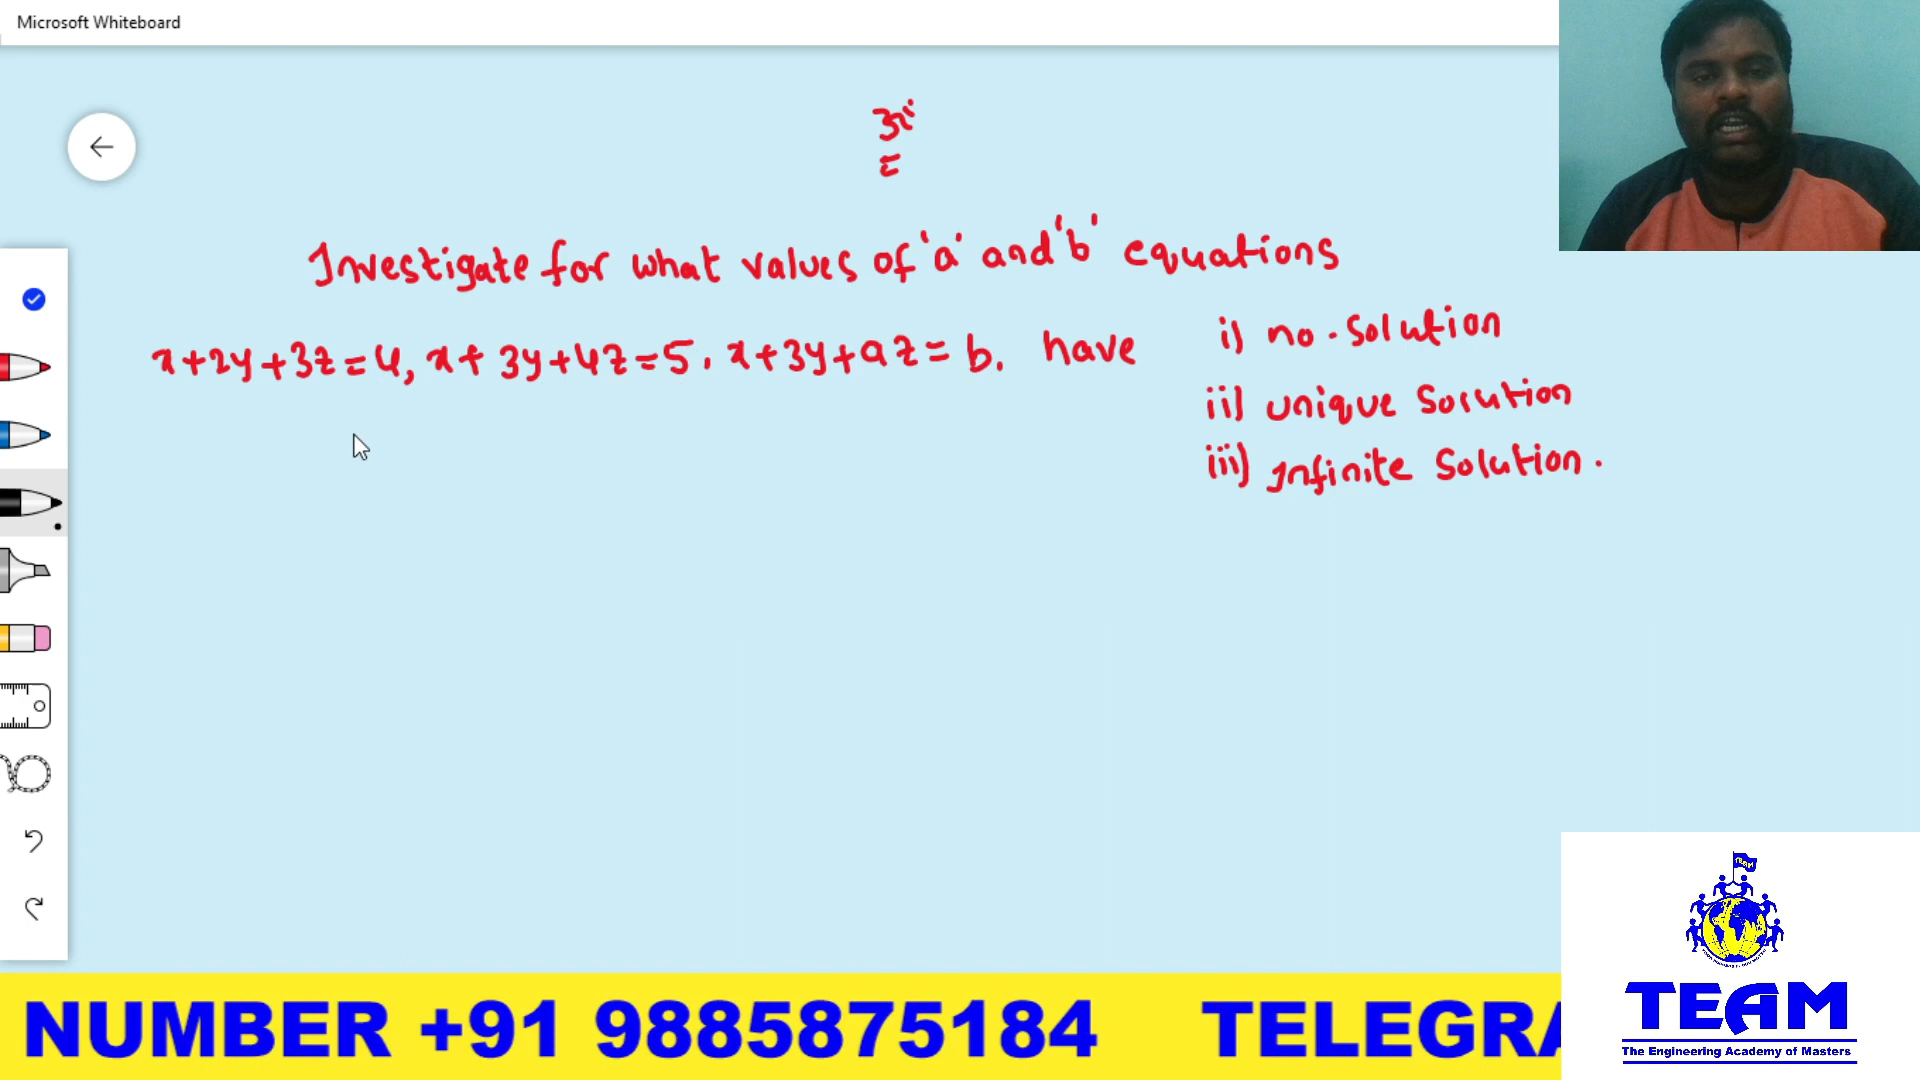 Microsoft Whiteboard
Investigate for what values of 'a' and 'b' equations
x+2y+3z=4, x+3y+4z=5, x+3y+az=b. have
i) no. solution
ii) unique Solution
iii) Infinite Solution.
NUMBER +91 9885875184 TELEGRA
TEAM
The Engineering Academy of Masters